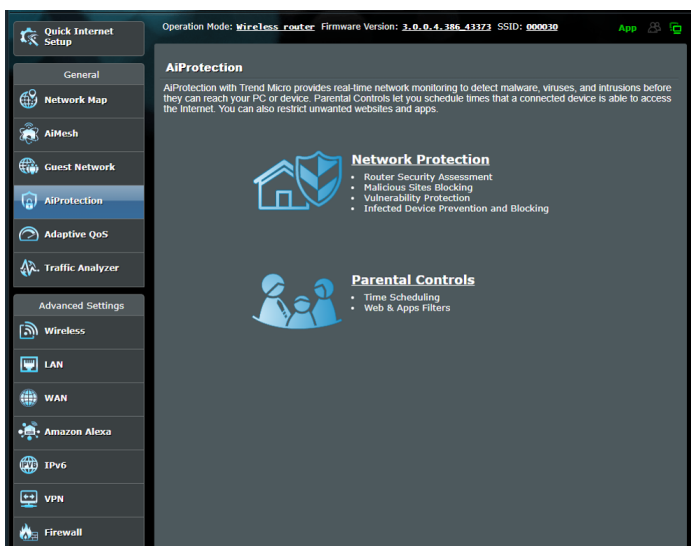 Quick Internet
Setup
Operation Mode: Wireless router Firmware Version: 3.0.0.4.386_43373 SSID: 000030
App
General
Network Map
AiMesh
Guest Network
AiProtection
Adaptive QoS
Traffic Analyzer
Advanced Settings
Wireless
LAN
WAN
Amazon Alexa
IPv6
VPN
Firewall
AiProtection
AiProtection with Trend Micro provides real-time network monitoring to detect malware, viruses, and intrusions before
they can reach your PC or device. Parental Controls let you schedule times that a connected device is able to access
the Internet. You can also restrict unwanted websites and apps.
Network Protection
• Router Security Assessment
• Malicious Sites Blocking
• Vulnerability Protection
• Infected Device Prevention and Blocking
Parental Controls
• Time Scheduling
• Web & Apps Filters